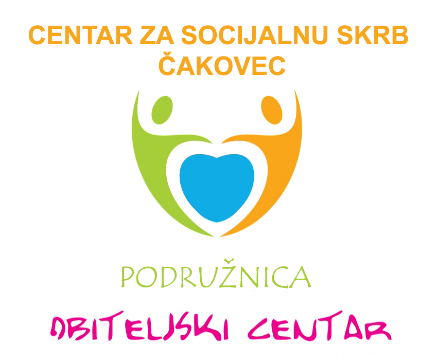 CENTAR ZA SOCIJALNU SKRB
ČAKOVEC
PODRUŽNICA
OBITELJSKI CENTAR